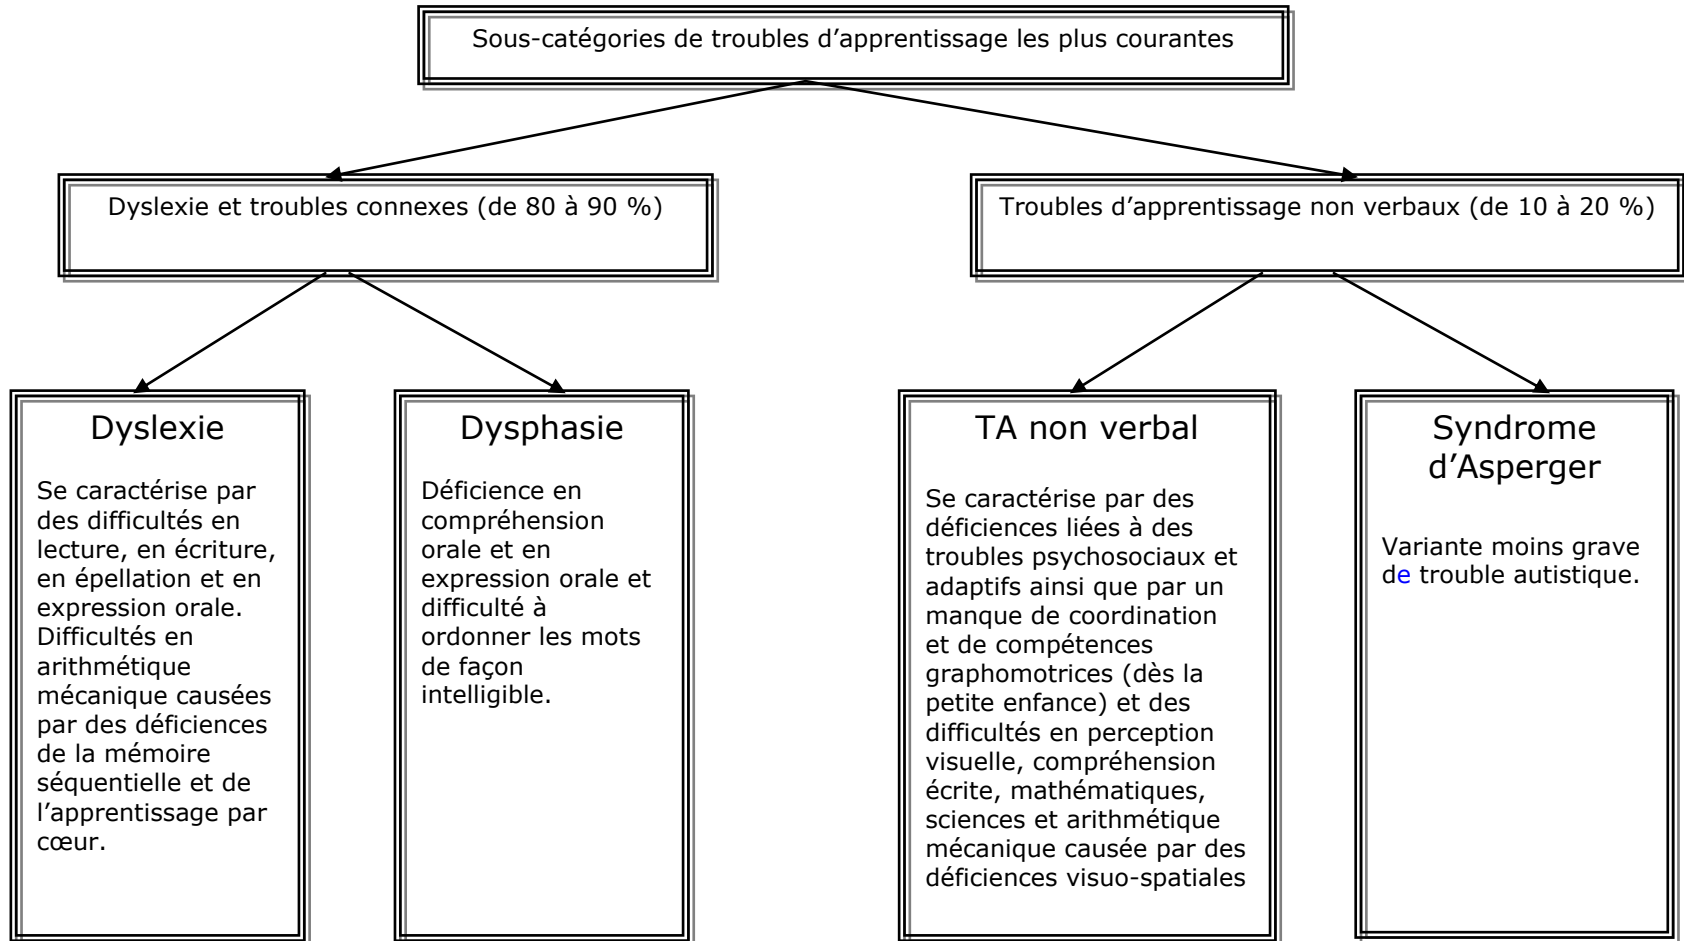 Sous-catégories de troubles d’apprentissage les plus courantes
Dyslexie et troubles connexes (de 80 à 90 %)
Troubles d’apprentissage non verbaux (de 10 à 20 %)
Dyslexie
Se caractérise par
des difficultés en
lecture, en écriture,
en épellation et en
expression orale.
Difficultés en
arithmétique
mécanique causées
par des déficiences
de la mémoire
séquentielle et de
l’apprentissage par
cœur.
Dysphasie
Déficience en
compréhension
orale et en
expression orale et
difficulté à
ordonner les mots
de façon
intelligible.
TA non verbal
Se caractérise par des
déficiences liées à des
troubles psychosociaux et
adaptifs ainsi que par un
manque de coordination
et de compétences
graphomotrices (dès la
petite enfance) et des
difficultés en perception
visuelle, compréhension
écrite, mathématiques,
sciences et arithmétique
mécanique causée par des
déficiences visuo-spatiales
Syndrome
d’Asperger
Variante moins grave
de trouble autistique.